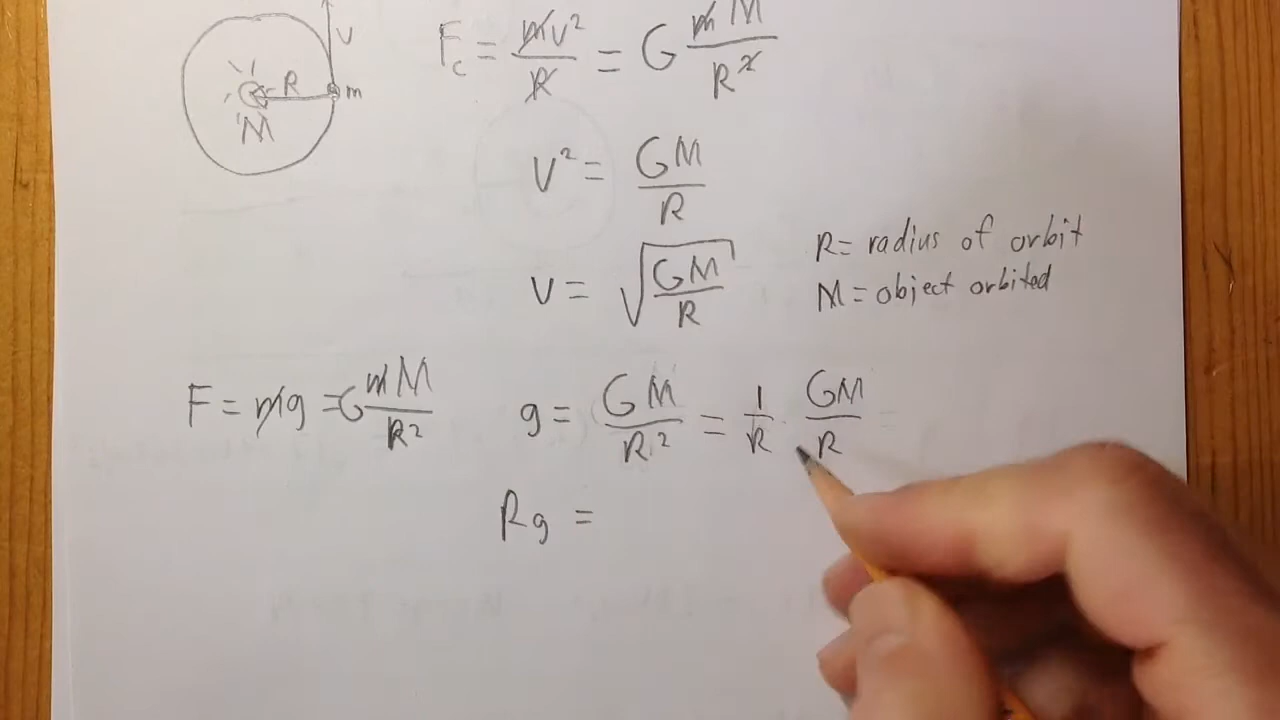 V
R
m
M
F_c = mv²/R = G mM/R²
V² = GM/R
V = √(GM/R)
R = radius of orbit
M = object orbited
F = mg = G mM/R²
g = GM/R² = 1/R · GM/R
Rg =